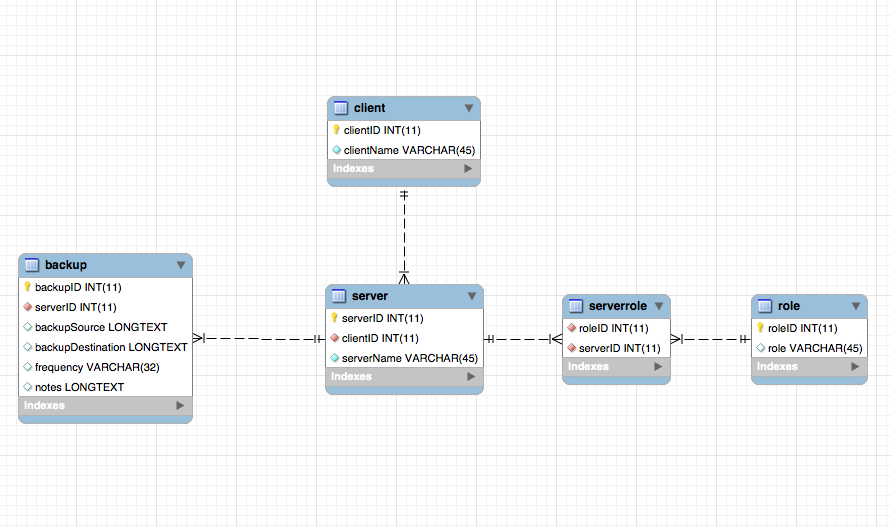 client
clientID INT(11)
clientName VARCHAR(45)
Indexes
backup
backupID INT(11)
serverID INT(11)
backupSource LONGTEXT
backupDestination LONGTEXT
frequency VARCHAR(32)
notes LONGTEXT
Indexes
server
serverID INT(11)
clientID INT(11)
serverName VARCHAR(45)
Indexes
serverrole
roleID INT(11)
serverID INT(11)
Indexes
role
roleID INT(11)
role VARCHAR(45)
Indexes